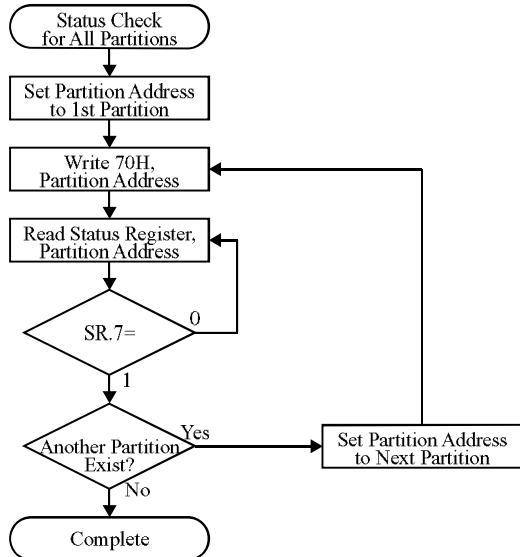 Status Check
for All Partitions
Set Partition Address
to 1st Partition
Write 70H,
Partition Address
Read Status Register,
Partition Address
SR.7=
0
1
Another Partition
Exist?
Yes
Set Partition Address
to Next Partition
No
Complete